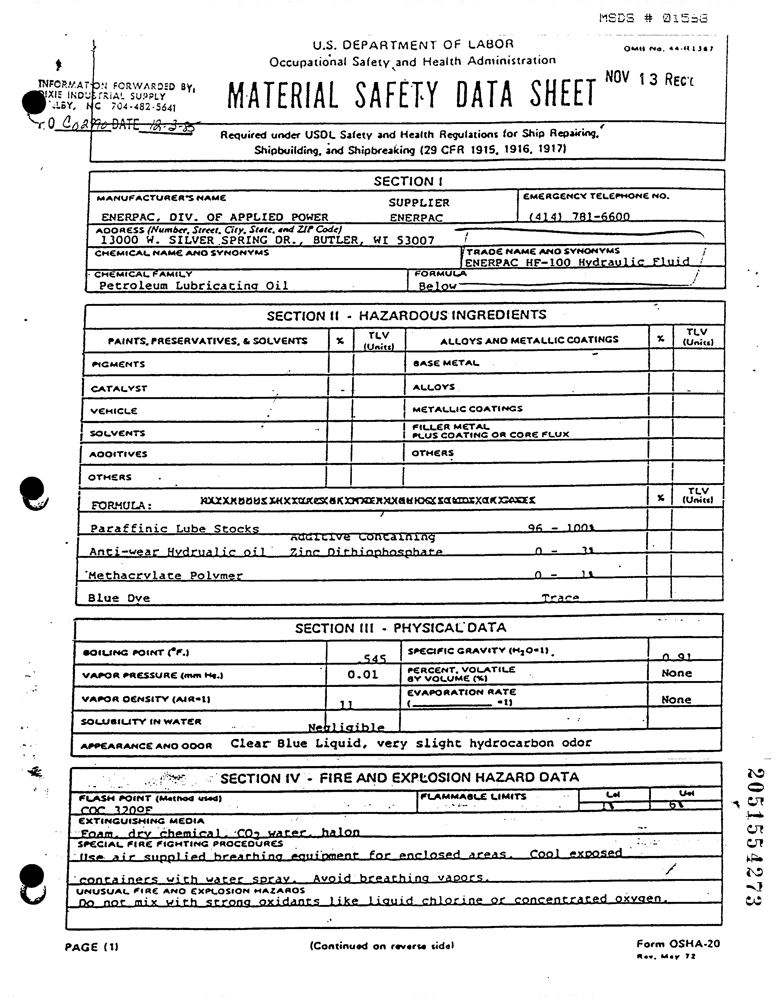 MSDS # 01558
U.S. DEPARTMENT OF LABOR
OMB No. 44-R1387
Occupational Safety and Health Administration
INFORMATION FORWARDED BY,
DIXIE INDUSTRIAL SUPPLY
NC 704-482-5641
DATE 12-3-85
MATERIAL SAFETY DATA SHEET
NOV 13 REC'D
Required under USDL Safety and Health Regulations for Ship Repairing,
Shipbuilding, and Shipbreaking (29 CFR 1915, 1916, 1917)
SECTION I
MANUFACTURER'S NAME SUPPLIER EMERGENCY TELEPHONE NO.
ENERPAC, DIV. OF APPLIED POWER ENERPAC (414) 781-6600
ADDRESS (Number, Street, City, State, and ZIP Code)
13000 W. SILVER SPRING DR., BUTLER, WI 53007
CHEMICAL NAME AND SYNONYMS TRADE NAME AND SYNONYMS
ENERPAC HF-100 Hydraulic Fluid
CHEMICAL FAMILY FORMULA
Petroleum Lubricating Oil Below
SECTION II - HAZARDOUS INGREDIENTS
PAINTS, PRESERVATIVES, & SOLVENTS % TLV (Units) ALLOYS AND METALLIC COATINGS % TLV (Units)
PIGMENTS BASE METAL
CATALYST ALLOYS
VEHICLE METALLIC COATINGS
SOLVENTS FILLER METAL PLUS COATING OR CORE FLUX
ADDITIVES OTHERS
OTHERS
FORMULA: % TLV (Units)
Paraffinic Lube Stocks 96 - 100%
Additive Containing
Anti-wear Hydrualic oil Zinc Dithiophosphate 0 - 3%
Methacrylate Polymer 0 - 1%
Blue Dye Trace
SECTION III - PHYSICAL DATA
BOILING POINT (°F.) 545 SPECIFIC GRAVITY (H2O=1) 0.91
VAPOR PRESSURE (mm Hg.) 0.01 PERCENT, VOLATILE BY VOLUME (%) None
VAPOR DENSITY (AIR=1) 11 EVAPORATION RATE (_________ =1) None
SOLUBILITY IN WATER Negligible
APPEARANCE AND ODOR Clear Blue Liquid, very slight hydrocarbon odor
SECTION IV - FIRE AND EXPLOSION HAZARD DATA
FLASH POINT (Method used) FLAMMABLE LIMITS Lel Uel
COC 320°F 1% 6%
EXTINGUISHING MEDIA
Foam, dry chemical, CO2 water, halon
SPECIAL FIRE FIGHTING PROCEDURES
Use air supplied breathing equipment for enclosed areas. Cool exposed
containers with water spray. Avoid breathing vapors.
UNUSUAL FIRE AND EXPLOSION HAZARDS
Do not mix with strong oxidants like liquid chlorine or concentrated oxygen.
PAGE (1) (Continued on reverse side) Form OSHA-20
Rev. May 72
2051554273